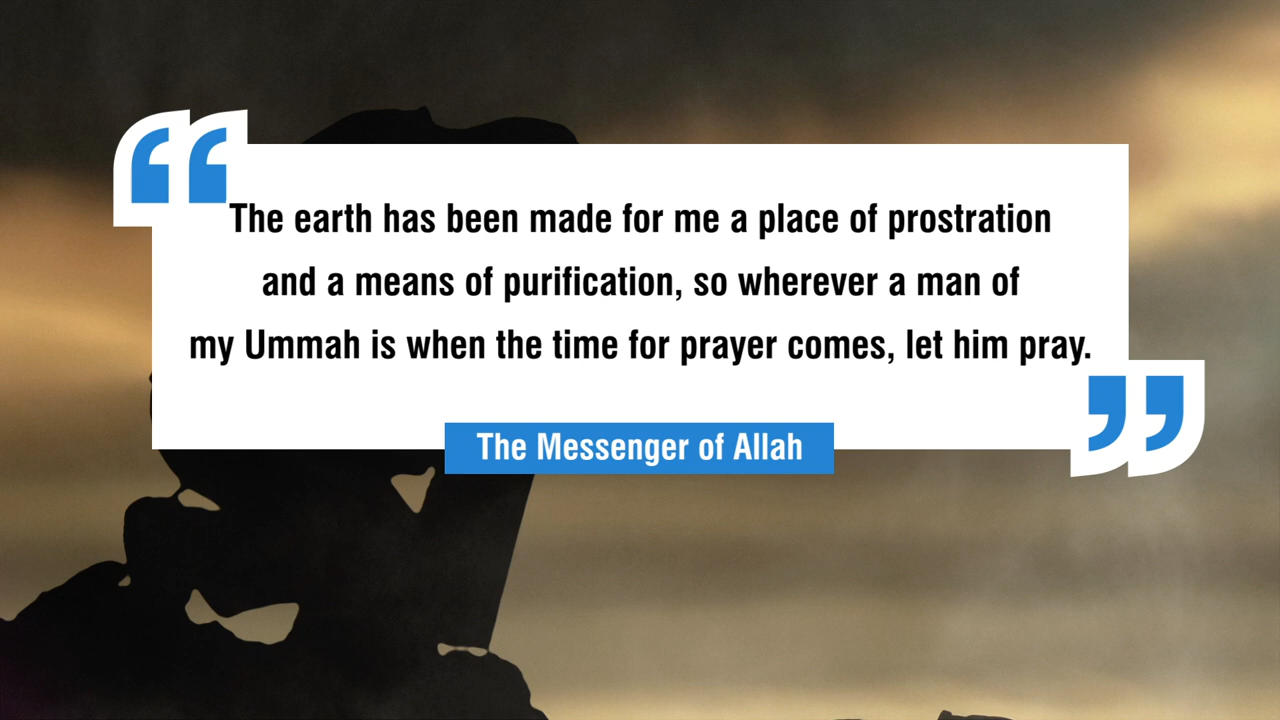 The earth has been made for me a place of prostration
and a means of purification, so wherever a man of
my Ummah is when the time for prayer comes, let him pray.
The Messenger of Allah